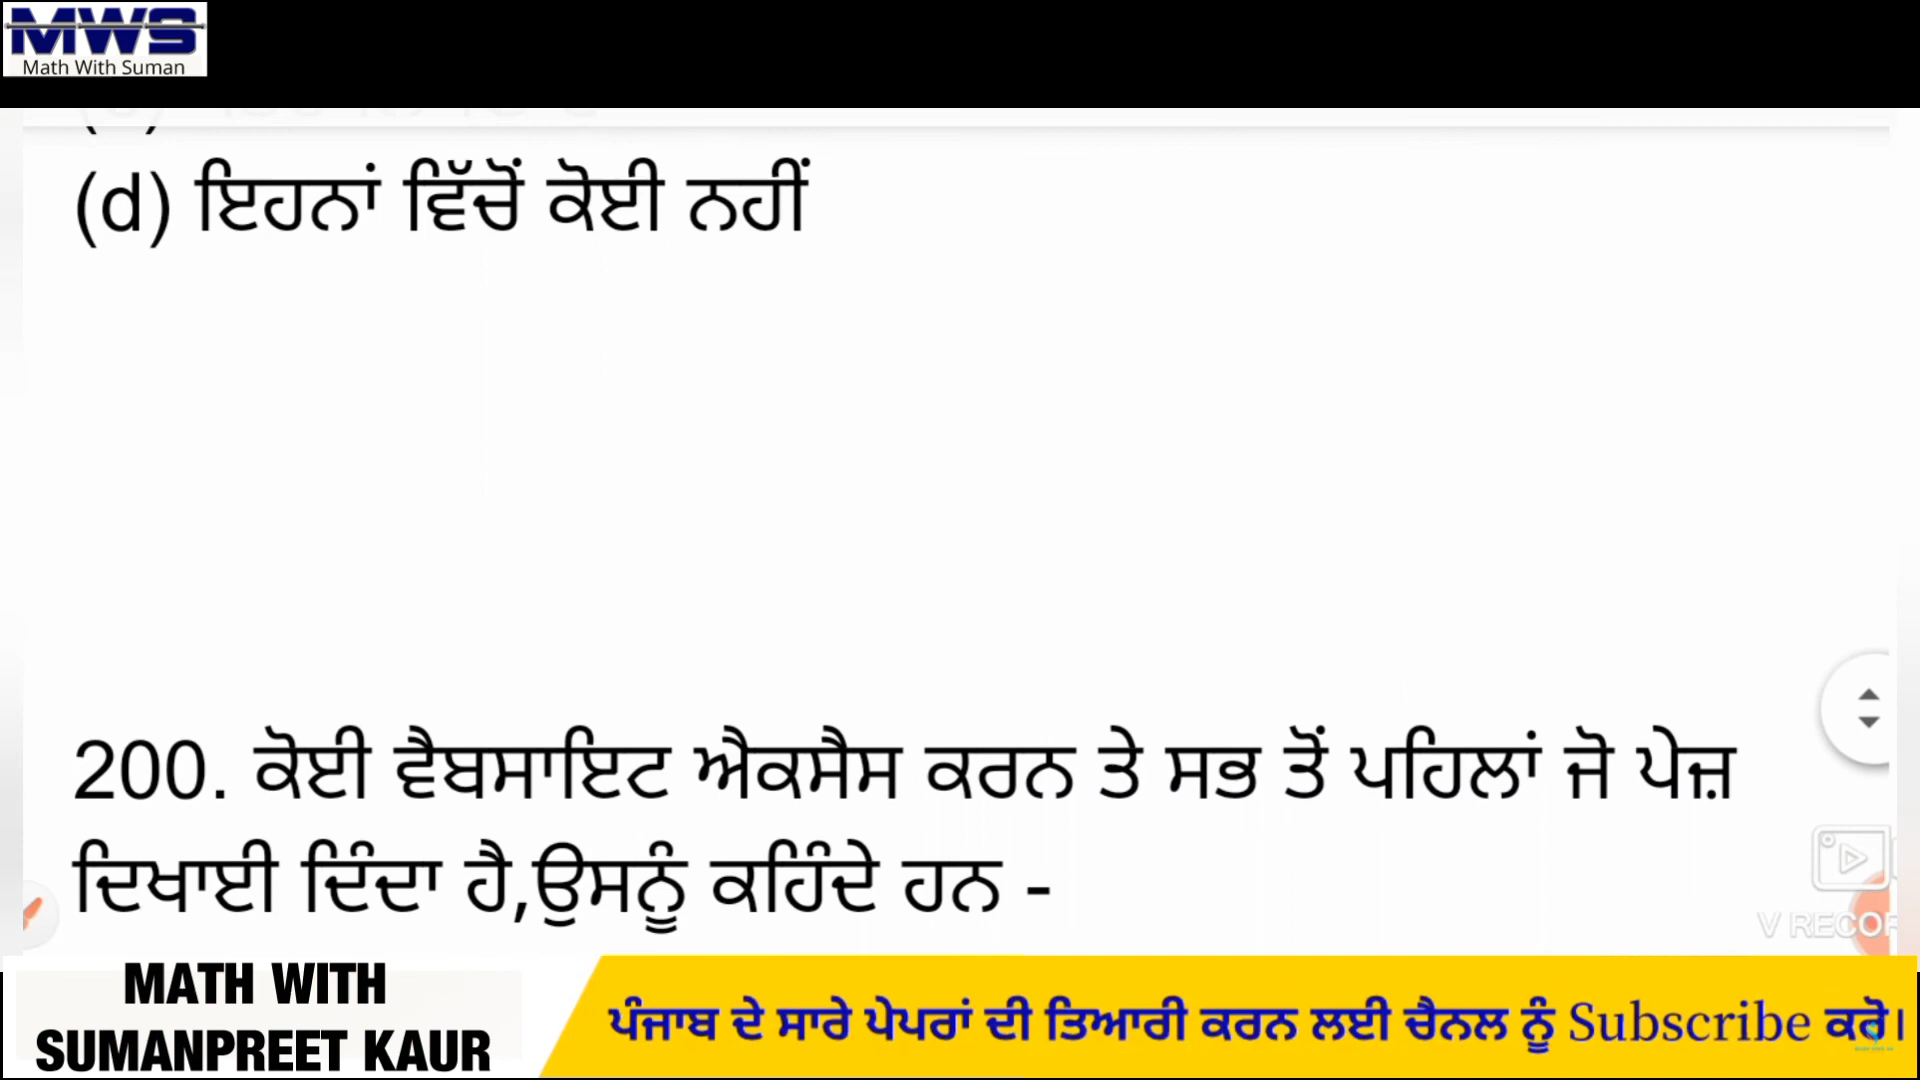 MWS
Math With Suman
(d) ਇਹਨਾਂ ਵਿੱਚੋਂ ਕੋਈ ਨਹੀਂ
200. ਕੋਈ ਵੈਬਸਾਇਟ ਐਕਸੈਸ ਕਰਨ ਤੇ ਸਭ ਤੋਂ ਪਹਿਲਾਂ ਜੋ ਪੇਜ਼
ਦਿਖਾਈ ਦਿੰਦਾ ਹੈ,ਉਸਨੂੰ ਕਹਿੰਦੇ ਹਨ -
V RECOR
MATH WITH
SUMANPREET KAUR
ਪੰਜਾਬ ਦੇ ਸਾਰੇ ਪੇਪਰਾਂ ਦੀ ਤਿਆਰੀ ਕਰਨ ਲਈ ਚੈਨਲ ਨੂੰ Subscribe ਕਰੋ।